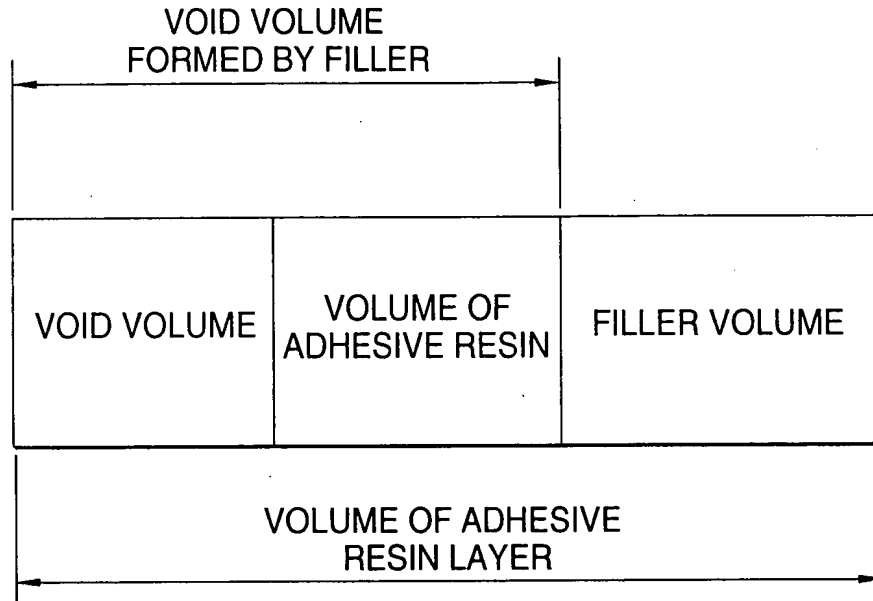 VOID VOLUME
FORMED BY FILLER
VOID VOLUME
VOLUME OF
ADHESIVE RESIN
FILLER VOLUME
VOLUME OF ADHESIVE
RESIN LAYER